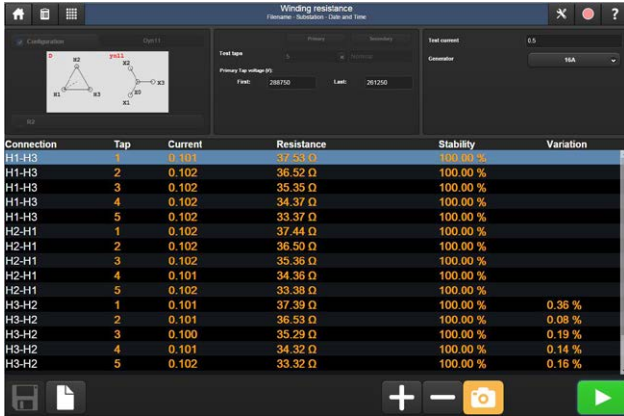 Winding resistance
Filename - Substation - Date and Time
?
Configuration Dyn11
D yn11
H2 X2
H1 H3 X0 X3
X1
Primary Secondary
Test taps 5 Nominal
Primary Tap voltage (V):
First: 288750 Last: 261250
Test current 0.5
Generator 16A
Connection Tap Current Resistance Stability Variation
H1-H3 1 0.101 37.53 Ω 100.00 %
H1-H3 2 0.102 36.52 Ω 100.00 %
H1-H3 3 0.102 35.35 Ω 100.00 %
H1-H3 4 0.102 34.37 Ω 100.00 %
H1-H3 5 0.102 33.37 Ω 100.00 %
H2-H1 1 0.102 37.44 Ω 100.00 %
H2-H1 2 0.102 36.50 Ω 100.00 %
H2-H1 3 0.102 35.36 Ω 100.00 %
H2-H1 4 0.101 34.36 Ω 100.00 %
H2-H1 5 0.102 33.38 Ω 100.00 %
H3-H2 1 0.101 37.39 Ω 100.00 % 0.36 %
H3-H2 2 0.101 36.53 Ω 100.00 % 0.08 %
H3-H2 3 0.100 35.29 Ω 100.00 % 0.19 %
H3-H2 4 0.101 34.32 Ω 100.00 % 0.14 %
H3-H2 5 0.102 33.32 Ω 100.00 % 0.16 %